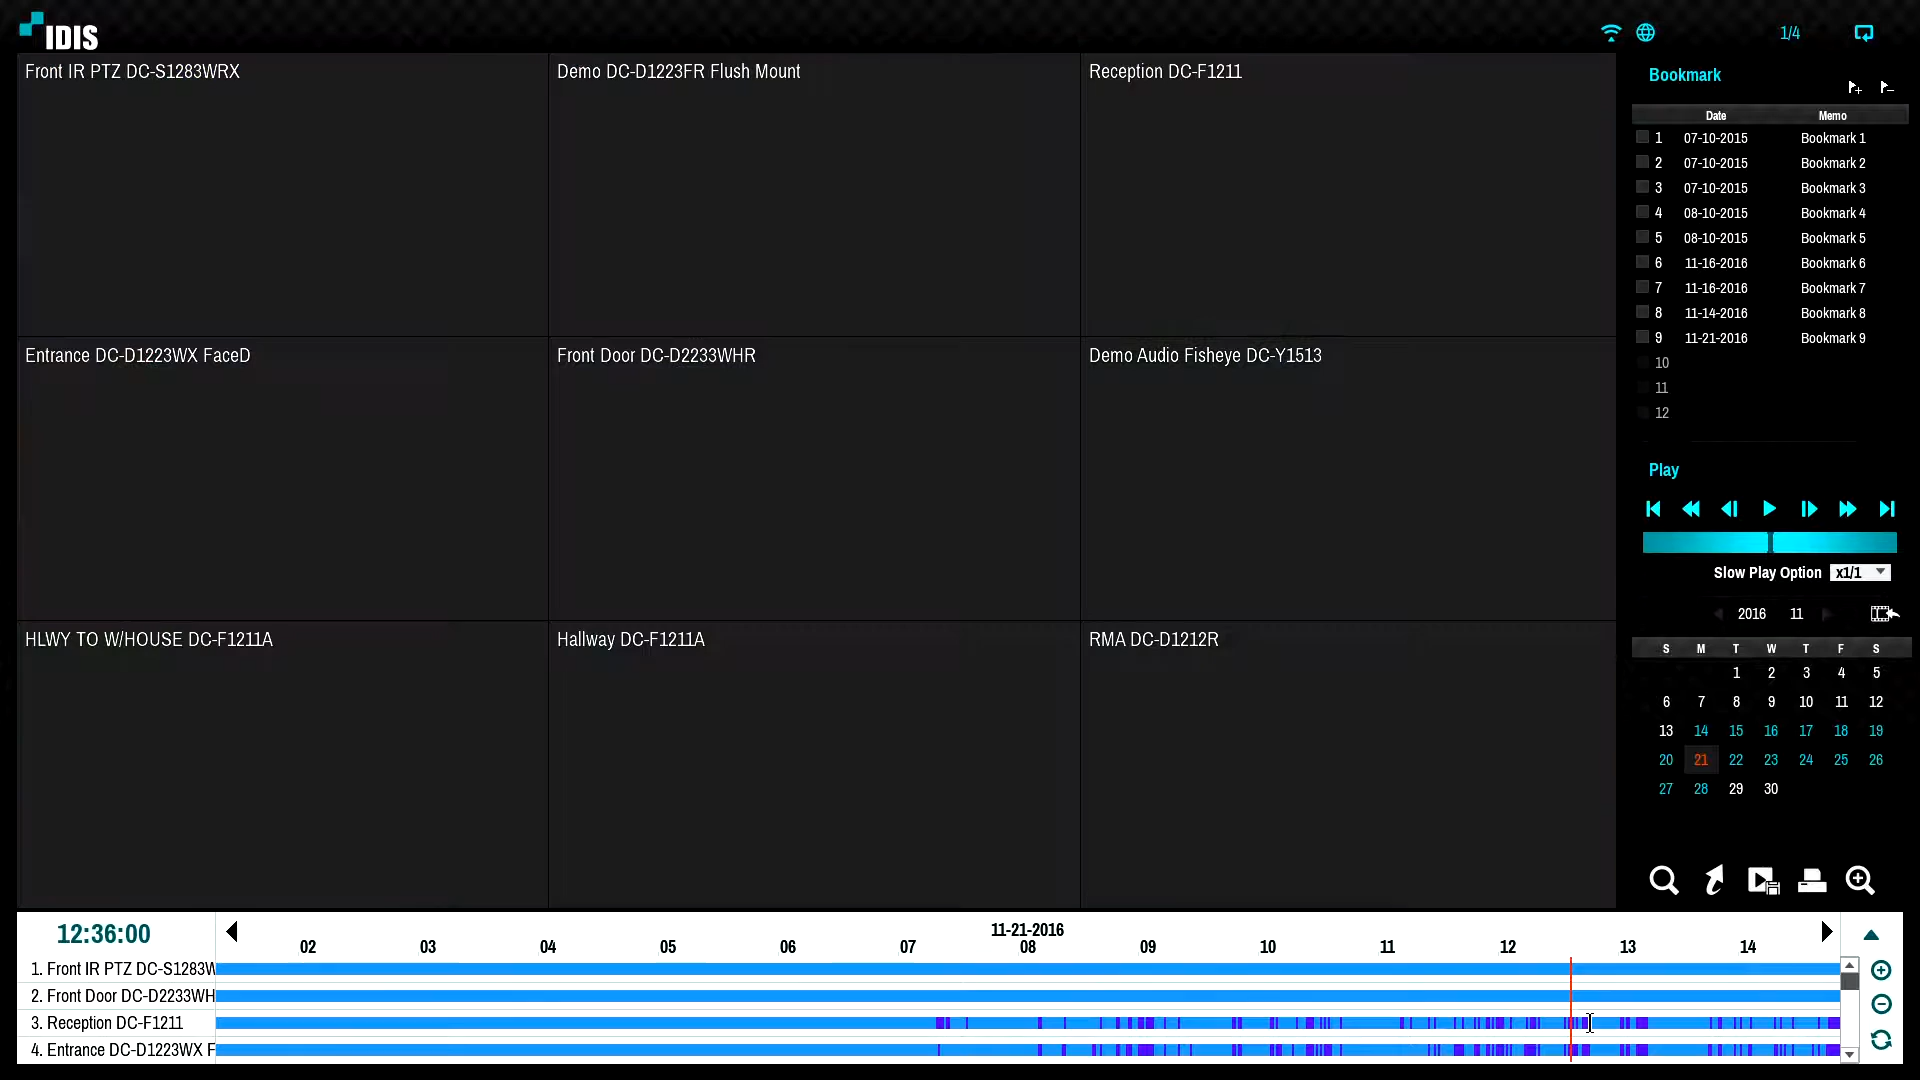 IDIS
1/4
Front IR PTZ DC-S1283WRX
Demo DC-D1223FR Flush Mount
Reception DC-F1211
Entrance DC-D1223WX FaceD
Front Door DC-D2233WHR
Demo Audio Fisheye DC-Y1513
HLWY TO W/HOUSE DC-F1211A
Hallway DC-F1211A
RMA DC-D1212R
Bookmark
Date Memo
1 07-10-2015 Bookmark 1
2 07-10-2015 Bookmark 2
3 07-10-2015 Bookmark 3
4 08-10-2015 Bookmark 4
5 08-10-2015 Bookmark 5
6 11-16-2016 Bookmark 6
7 11-16-2016 Bookmark 7
8 11-14-2016 Bookmark 8
9 11-21-2016 Bookmark 9
10
11
12
Play
Slow Play Option x1/1
2016 11
S M T W T F S
1 2 3 4 5
6 7 8 9 10 11 12
13 14 15 16 17 18 19
20 21 22 23 24 25 26
27 28 29 30
12:36:00
11-21-2016
02 03 04 05 06 07 08 09 10 11 12 13 14
1. Front IR PTZ DC-S1283W
2. Front Door DC-D2233WH
3. Reception DC-F1211
4. Entrance DC-D1223WX F